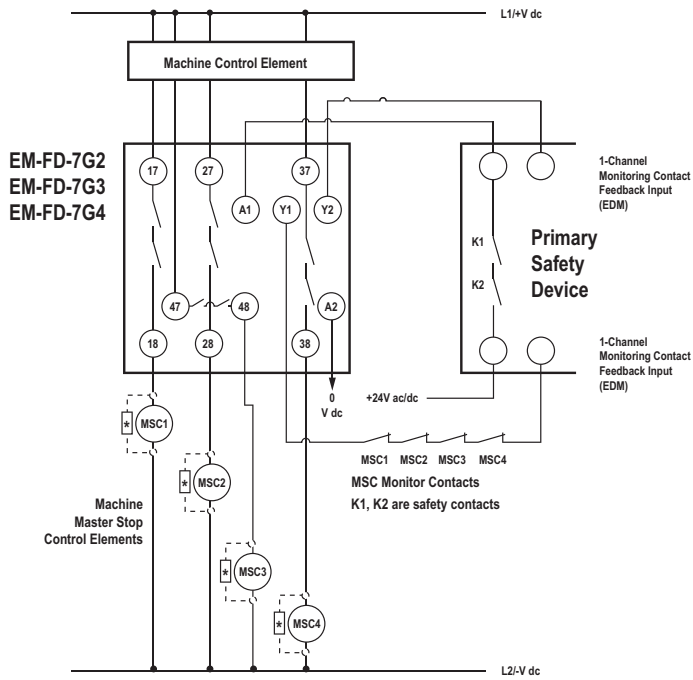 L1/+V dc
Machine Control Element
EM-FD-7G2
EM-FD-7G3
EM-FD-7G4
17
27
37
A1
Y1
Y2
47
48
A2
18
28
38
0
V dc
1-Channel
Monitoring Contact
Feedback Input
(EDM)
K1
K2
Primary
Safety
Device
1-Channel
Monitoring Contact
Feedback Input
(EDM)
+24V ac/dc
MSC1 MSC2 MSC3 MSC4
MSC Monitor Contacts
K1, K2 are safety contacts
* MSC1
* MSC2
* MSC3
* MSC4
Machine
Master Stop
Control Elements
L2/-V dc